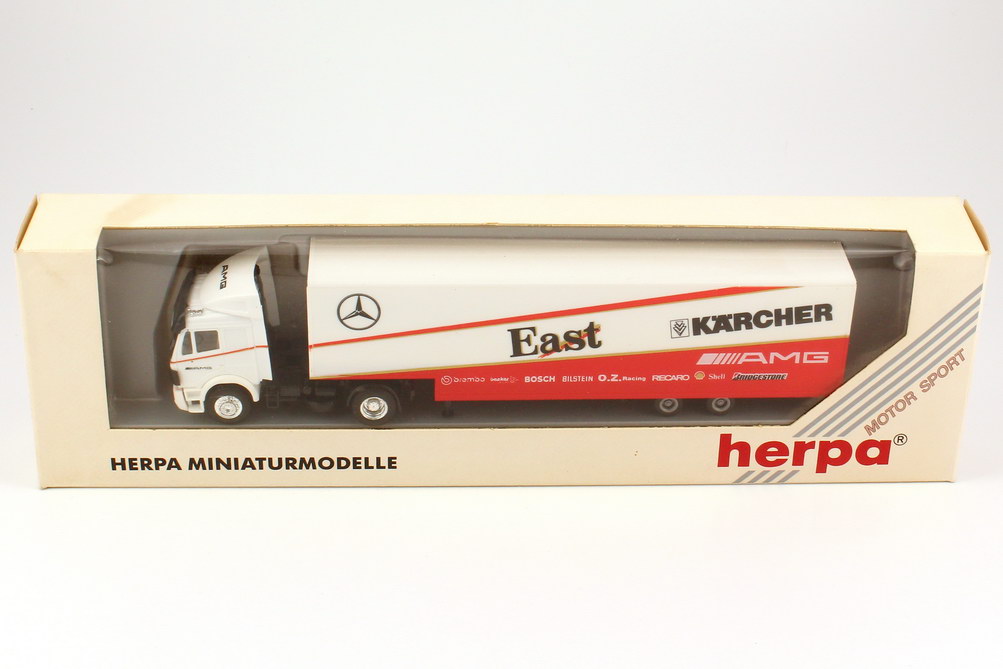 AMG
East
KÄRCHER
AMG
brembo
BOSCH BILSTEIN O.Z. Racing RECARO Shell BRIDGESTONE
MOTOR SPORT
herpa®
HERPA MINIATURMODELLE